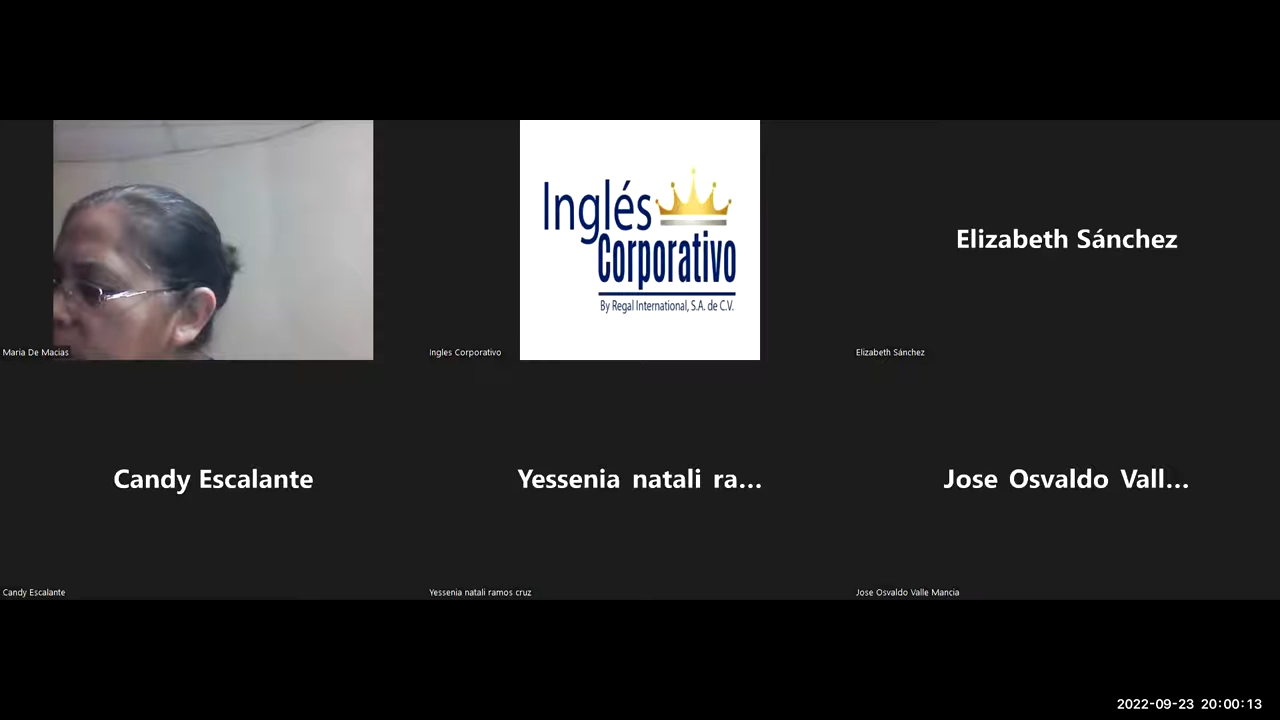 Inglés
Corporativo
By Regal International, S.A. de C.V.
Elizabeth Sánchez
Maria De Macias
Ingles Corporativo
Elizabeth Sánchez
Candy Escalante
Yessenia natali ra...
Jose Osvaldo Vall...
Candy Escalante
Yessenia natali ramos cruz
Jose Osvaldo Valle Mancia
2022-09-23 20:00:13